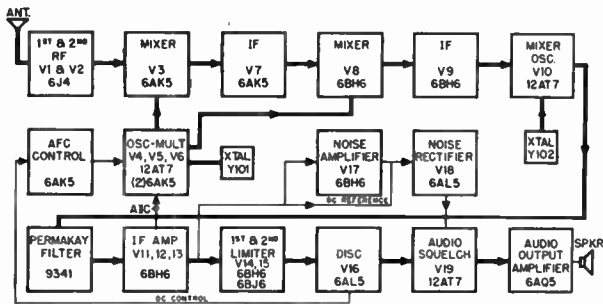 ANT.
1ST & 2ND
RF
V1 & V2
6J4
MIXER
V3
6AK5
IF
V7
6AK5
MIXER
V8
6BH6
IF
V9
6BH6
MIXER
OSC.
V10
12AT7
AFC
CONTROL
6AK5
OSC-MULT
V4, V5, V6
12AT7
(2)6AK5
XTAL
Y101
NOISE
AMPLIFIER
V17
6BH6
NOISE
RECTIFIER
V18
6AL5
XTAL
Y102
DC REFERENCE
PERMAKAY
FILTER
9341
IF AMP
V11, 12, 13
6BH6
1ST & 2ND
LIMITER
V14, 15
6BH6
6BJ6
DISC
V16
6AL5
AUDIO
SQUELCH
V19
12AT7
AUDIO
OUTPUT
AMPLIFIER
6AQ5
SPKR
DC CONTROL